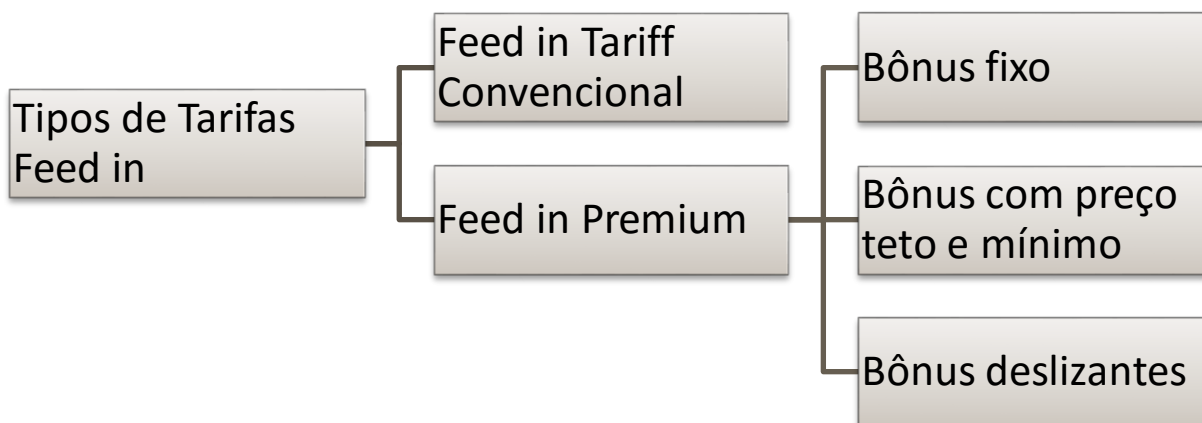 Tipos de Tarifas
Feed in
Feed in Tariff
Convencional
Feed in Premium
Bônus fixo
Bônus com preço
teto e mínimo
Bônus deslizantes